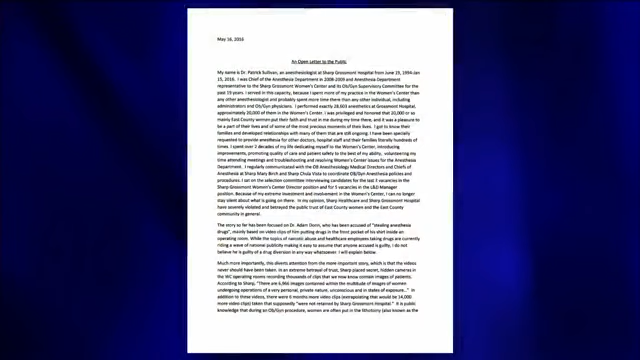 May 16, 2016
An Open Letter to the Public
My name is Dr. Patrick Sullivan, an anesthesiologist at Sharp Grossmont Hospital from June 19, 1994-Jan
15, 2016. I was Chief of the Anesthesia Department in 2008-2009 and Anesthesia Department
representative to the Sharp Grossmont Women's Center and its Ob/Gyn Supervisory Committee for the
past 19 years. I served in this capacity, because I spent more of my practice in the Women's Center than
any other anesthesiologist and probably spent more time there than any other individual, including
administrators and Ob/Gyn physicians. I performed exactly 28,603 anesthetics at Grossmont Hospital,
approximately 20,000 of them in the Women's Center. I was privileged and honored that 20,000 or so
mainly East County women put their faith and trust in me during my time there, and it was a pleasure to
be a part of their lives and of some of the most precious moments of their lives. I got to know their
families and developed relationships with many of them that are still ongoing. I have been specially
requested to provide anesthesia for other doctors, hospital staff and their families literally hundreds of
times. I spent over 2 decades of my life dedicating myself to the Women's Center, introducing
improvements, promoting quality of care and patient safety to the best of my ability, volunteering my
time attending meetings and troubleshooting and resolving Women's Center issues for the Anesthesia
Department. I regularly communicated with the OB Anesthesiology Medical Directors and Chiefs of
Anesthesia at Sharp Mary Birch and Sharp Chula Vista to coordinate OB/Gyn Anesthesia policies and
procedures. I sat on the selection committee interviewing candidates for the last vacancies in the
Sharp Grossmont Women's Center Director position and for 5 vacancies in the L&D Manager
position. Because of my extreme investment and involvement in the Women's Center, I can no longer
stay silent about what is going on there. In my opinion, Sharp Healthcare and Sharp Grossmont Hospital
have severely violated and betrayed the public trust of East County women and the East County
community in general.
The story so far has been focused on Dr. Adam Dorin, who has been accused of "stealing anesthesia
drugs", mainly based on video clips of him putting drugs in the front pocket of his shirt inside an
operating room. While the topics of narcotic abuse and healthcare employees taking drugs are currently
riding a wave of national publicity making it easy to assume that anyone accused is guilty, I do not
believe he is guilty of a drug diversion in any way whatsoever. I will explain below.
Much more importantly, this diverts attention from the more important story, which is that the videos
never should have been taken. In an extreme betrayal of trust, Sharp placed secret, hidden cameras in
the WC operating rooms recording thousands of clips that we now know contain images of patients.
According to Sharp, "There are 6,966 images contained within the multitude of images of women
undergoing operations of a very personal, private nature, unconscious and in states of exposure..." In
addition to those videos, there were 6 months more video clips (extrapolating that would be 14,000
more video clips) taken that supposedly "were not retained by Sharp Grossmont Hospital." It is public
knowledge that during an Ob/Gyn procedure, women are often put in the lithotomy (also known as the